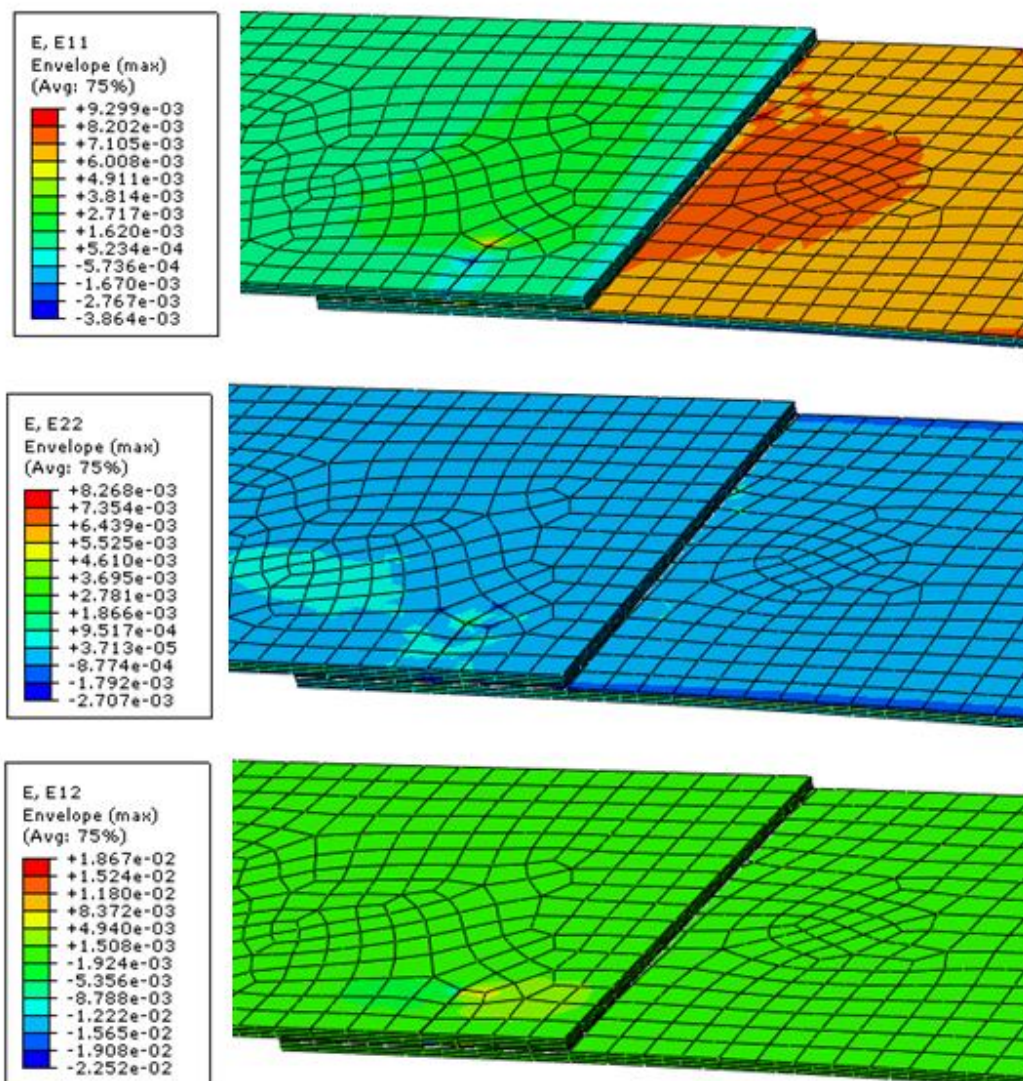 E, E11
Envelope (max)
(Avg: 75%)
+9.299e-03
+8.202e-03
+7.105e-03
+6.008e-03
+4.911e-03
+3.814e-03
+2.717e-03
+1.620e-03
+5.234e-04
-5.736e-04
-1.670e-03
-2.767e-03
-3.864e-03
E, E22
Envelope (max)
(Avg: 75%)
+8.268e-03
+7.354e-03
+6.439e-03
+5.525e-03
+4.610e-03
+3.695e-03
+2.781e-03
+1.866e-03
+9.517e-04
+3.713e-05
-8.774e-04
-1.792e-03
-2.707e-03
E, E12
Envelope (max)
(Avg: 75%)
+1.867e-02
+1.524e-02
+1.180e-02
+8.372e-03
+4.940e-03
+1.508e-03
-1.924e-03
-5.356e-03
-8.788e-03
-1.222e-02
-1.565e-02
-1.908e-02
-2.252e-02